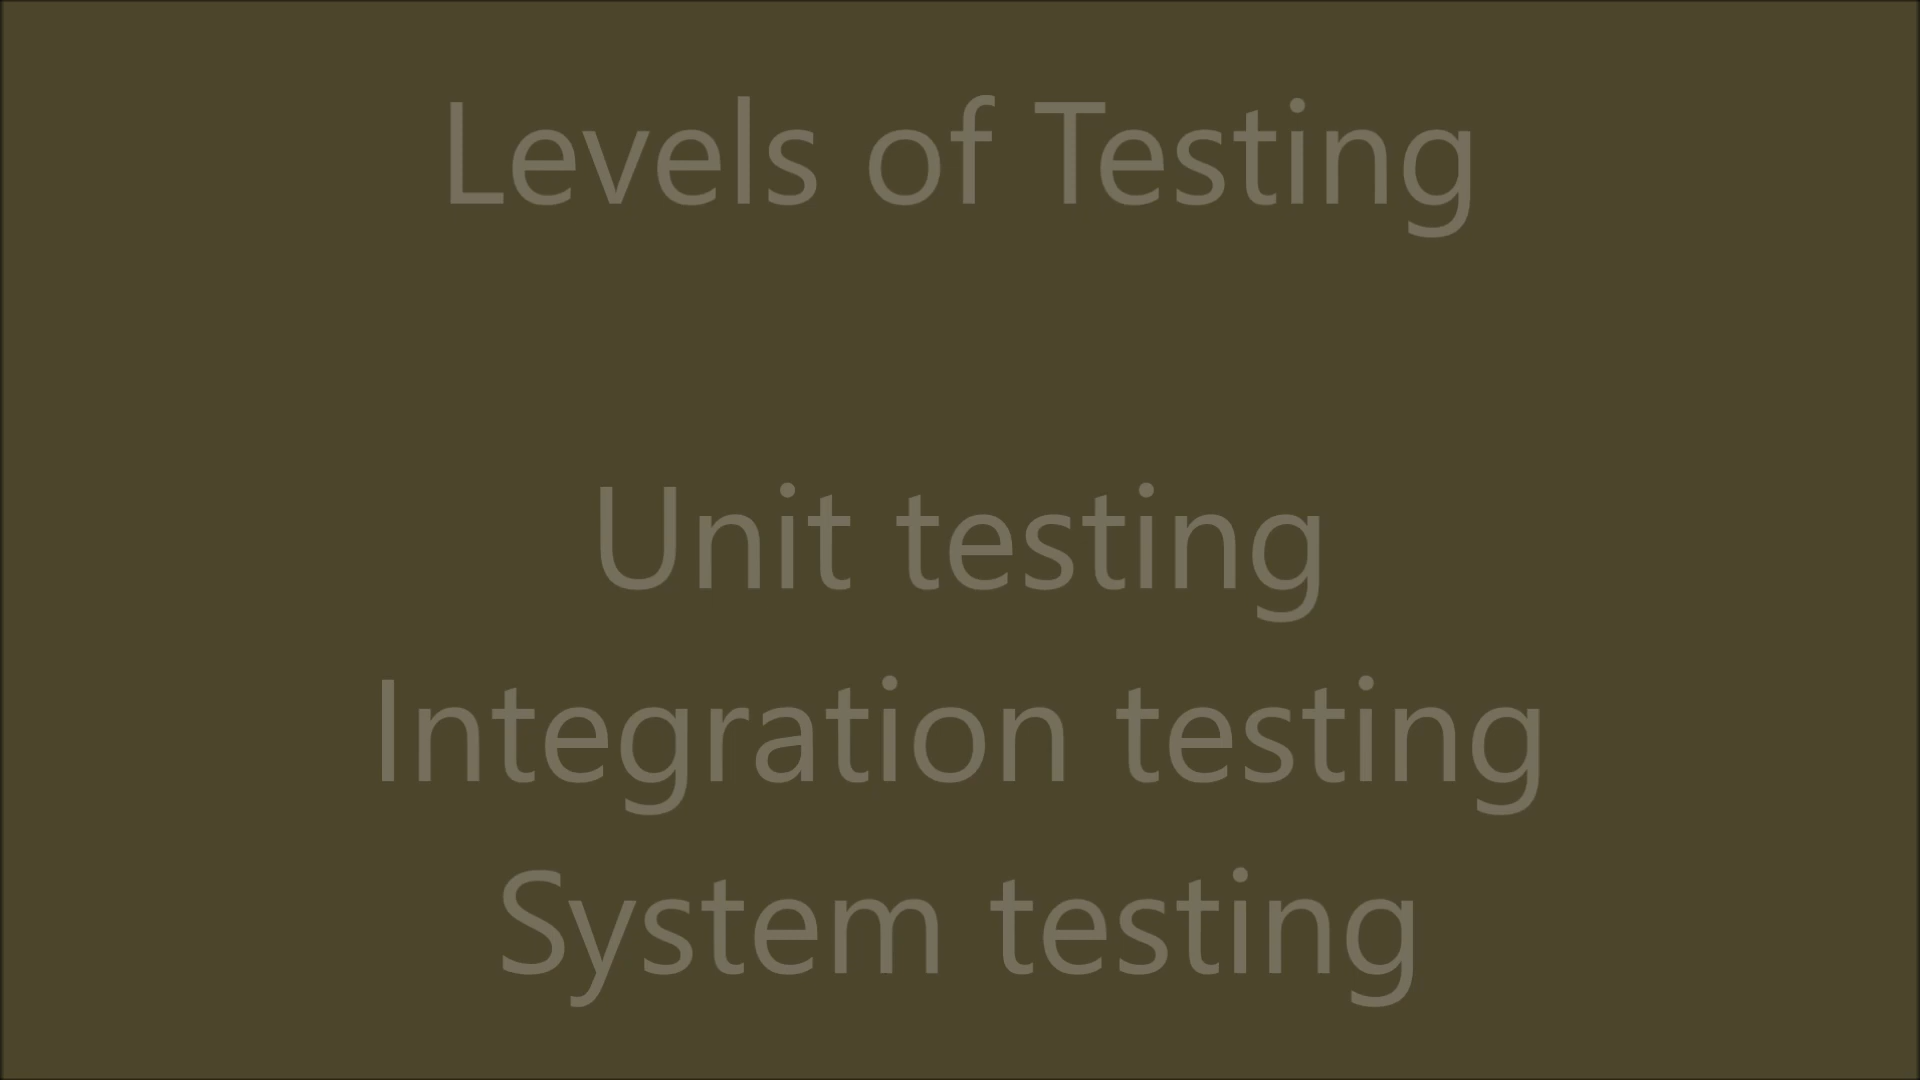 Levels of Testing
Unit testing
Integration testing
System testing